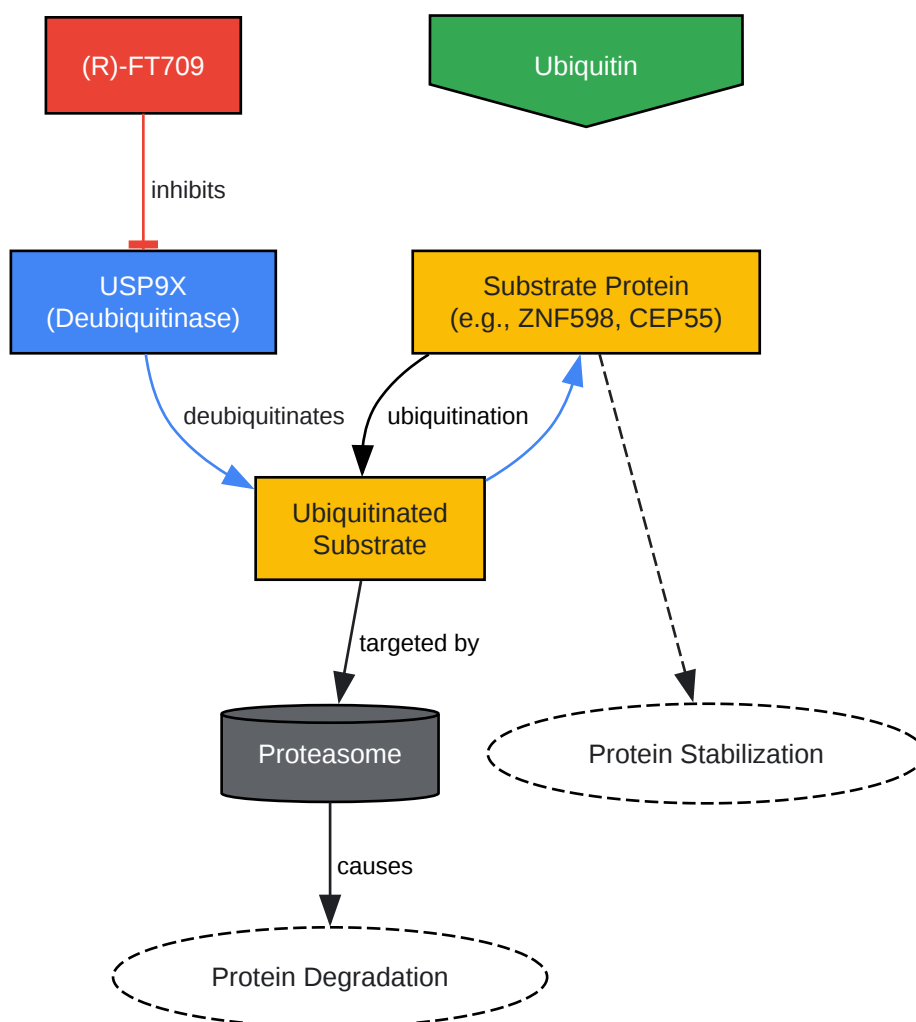 (R)-FT709
Ubiquitin
inhibits
USP9X
(Deubiquitinase)
Substrate Protein
(e.g., ZNF598, CEP55)
deubiquitinates
ubiquitination
Ubiquitinated
Substrate
targeted by
Proteasome
Protein Stabilization
causes
Protein Degradation